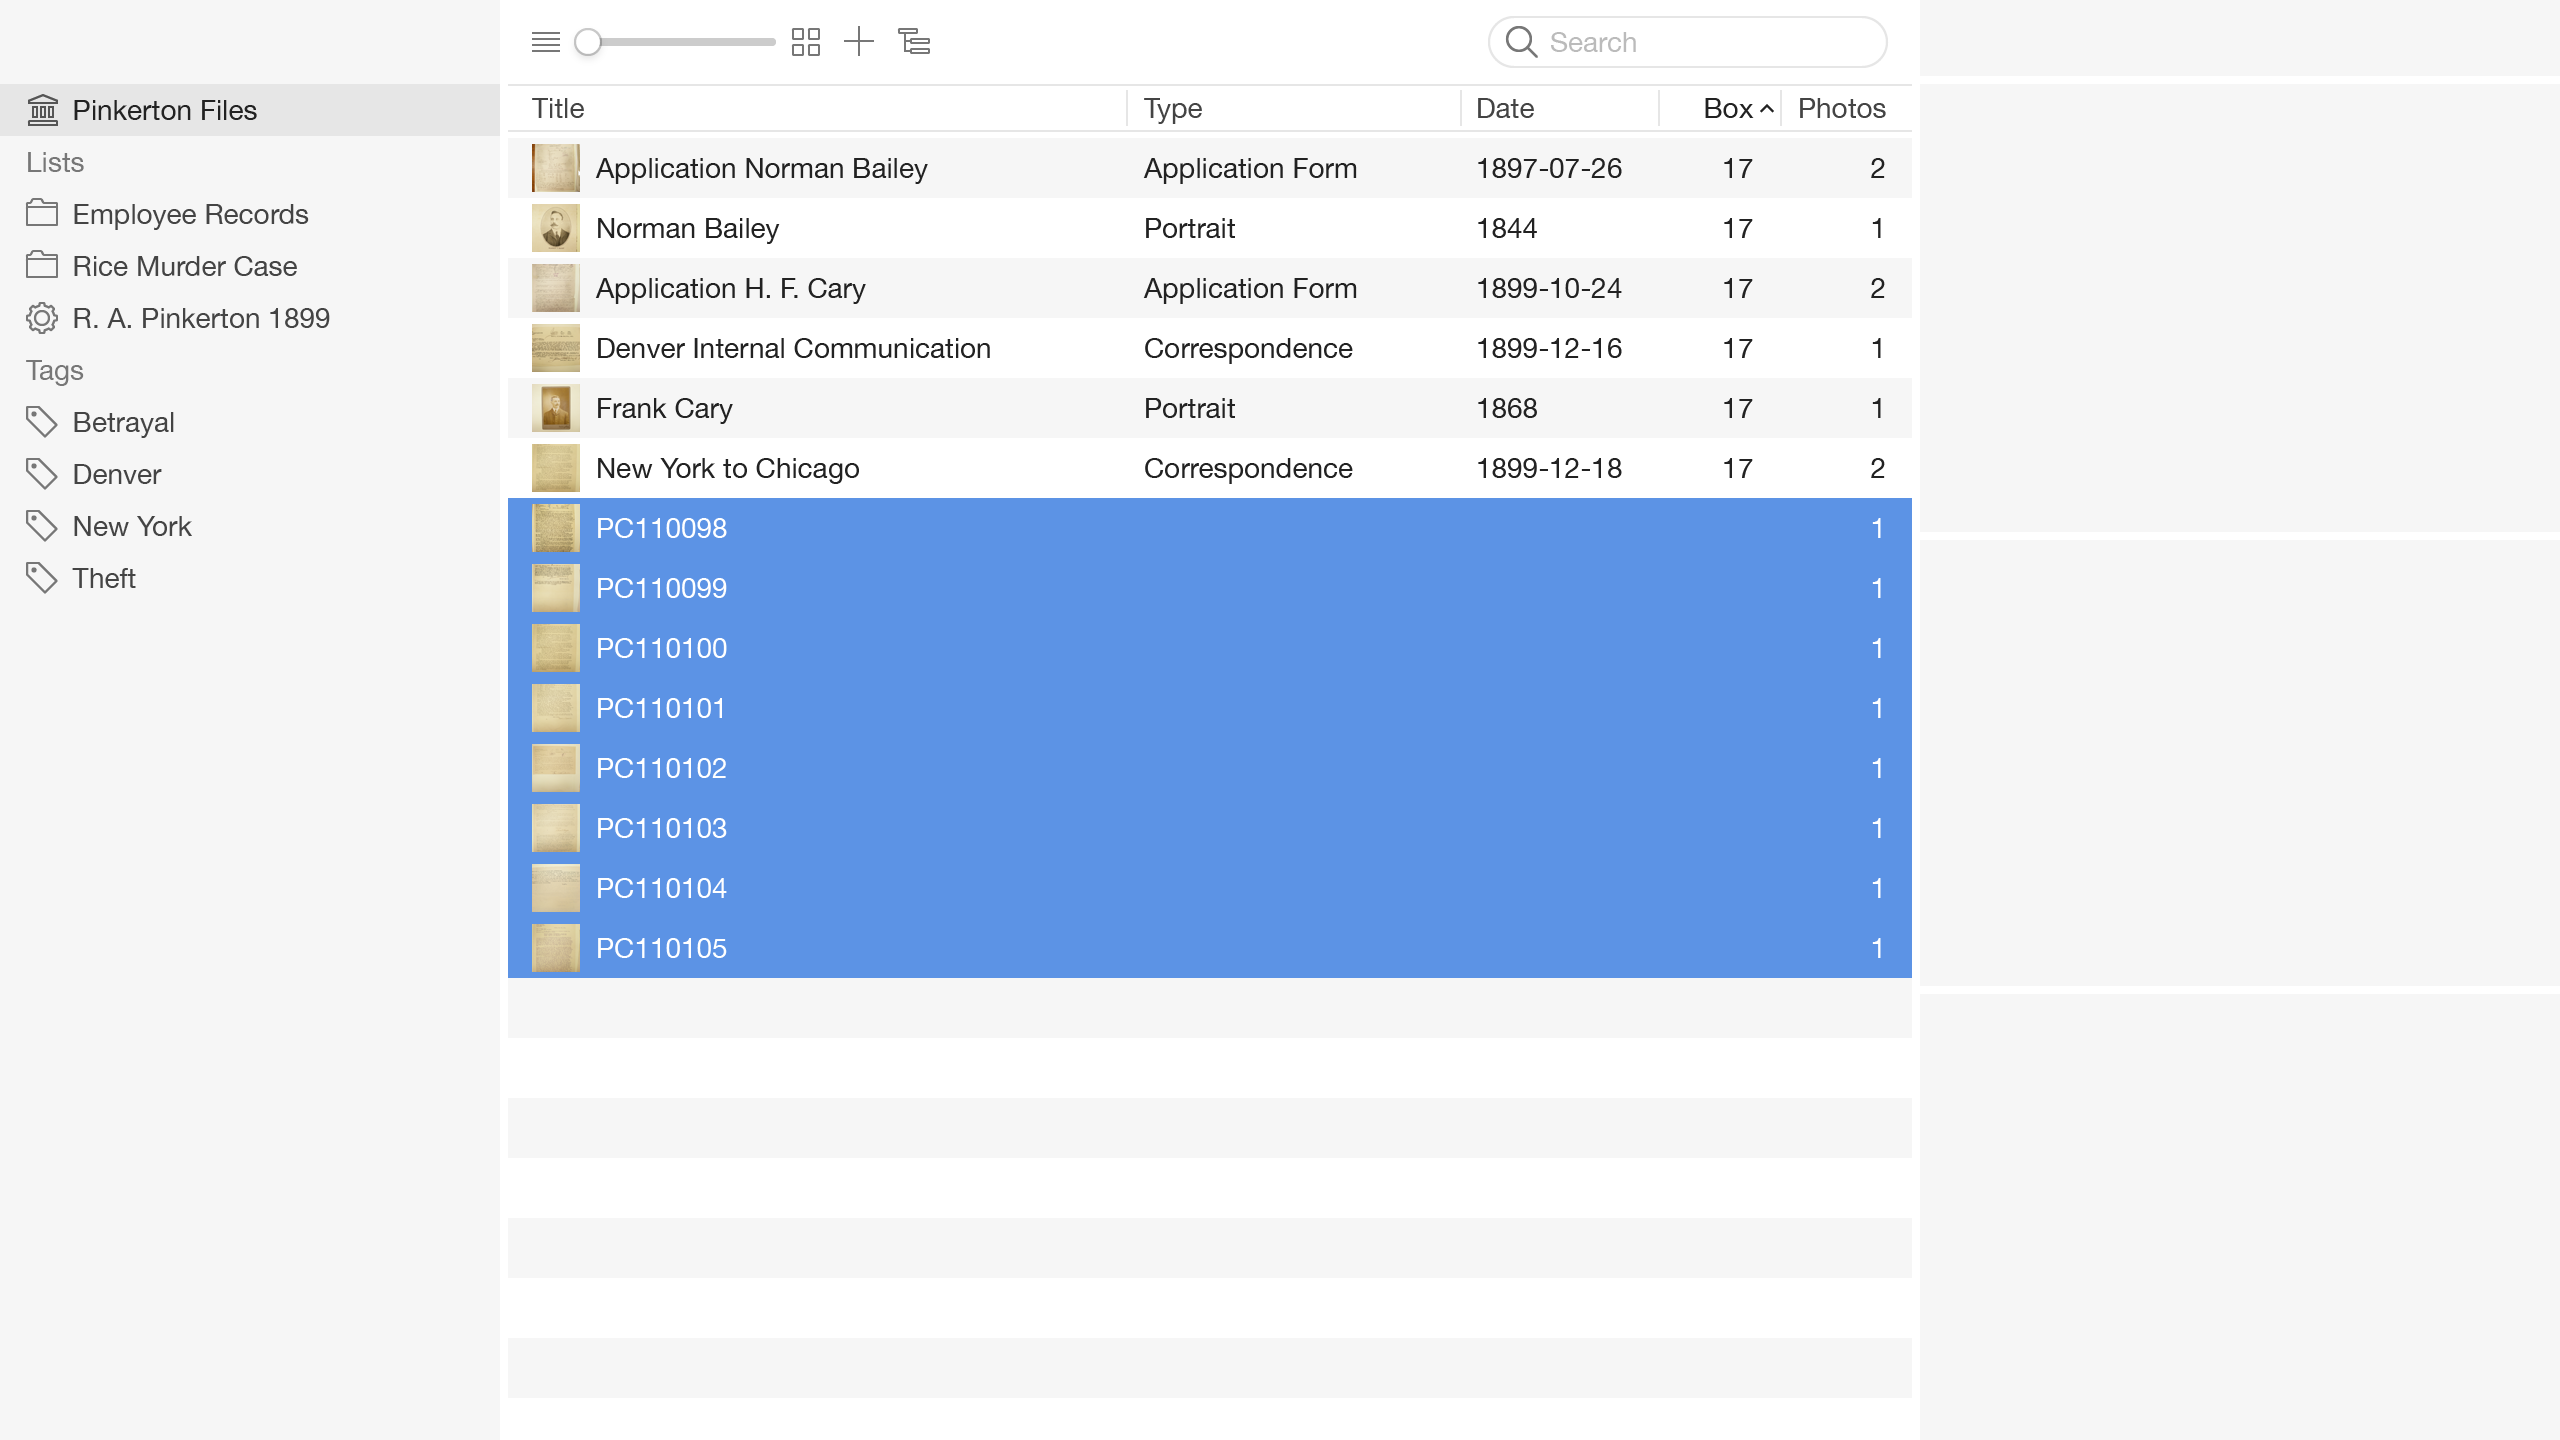 Search
Pinkerton Files
Lists
Employee Records
Rice Murder Case
R. A. Pinkerton 1899
Tags
Betrayal
Denver
New York
Theft
Title Type Date Box Photos
Application Norman Bailey Application Form 1897-07-26 17 2
Norman Bailey Portrait 1844 17 1
Application H. F. Cary Application Form 1899-10-24 17 2
Denver Internal Communication Correspondence 1899-12-16 17 1
Frank Cary Portrait 1868 17 1
New York to Chicago Correspondence 1899-12-18 17 2
PC110098 1
PC110099 1
PC110100 1
PC110101 1
PC110102 1
PC110103 1
PC110104 1
PC110105 1